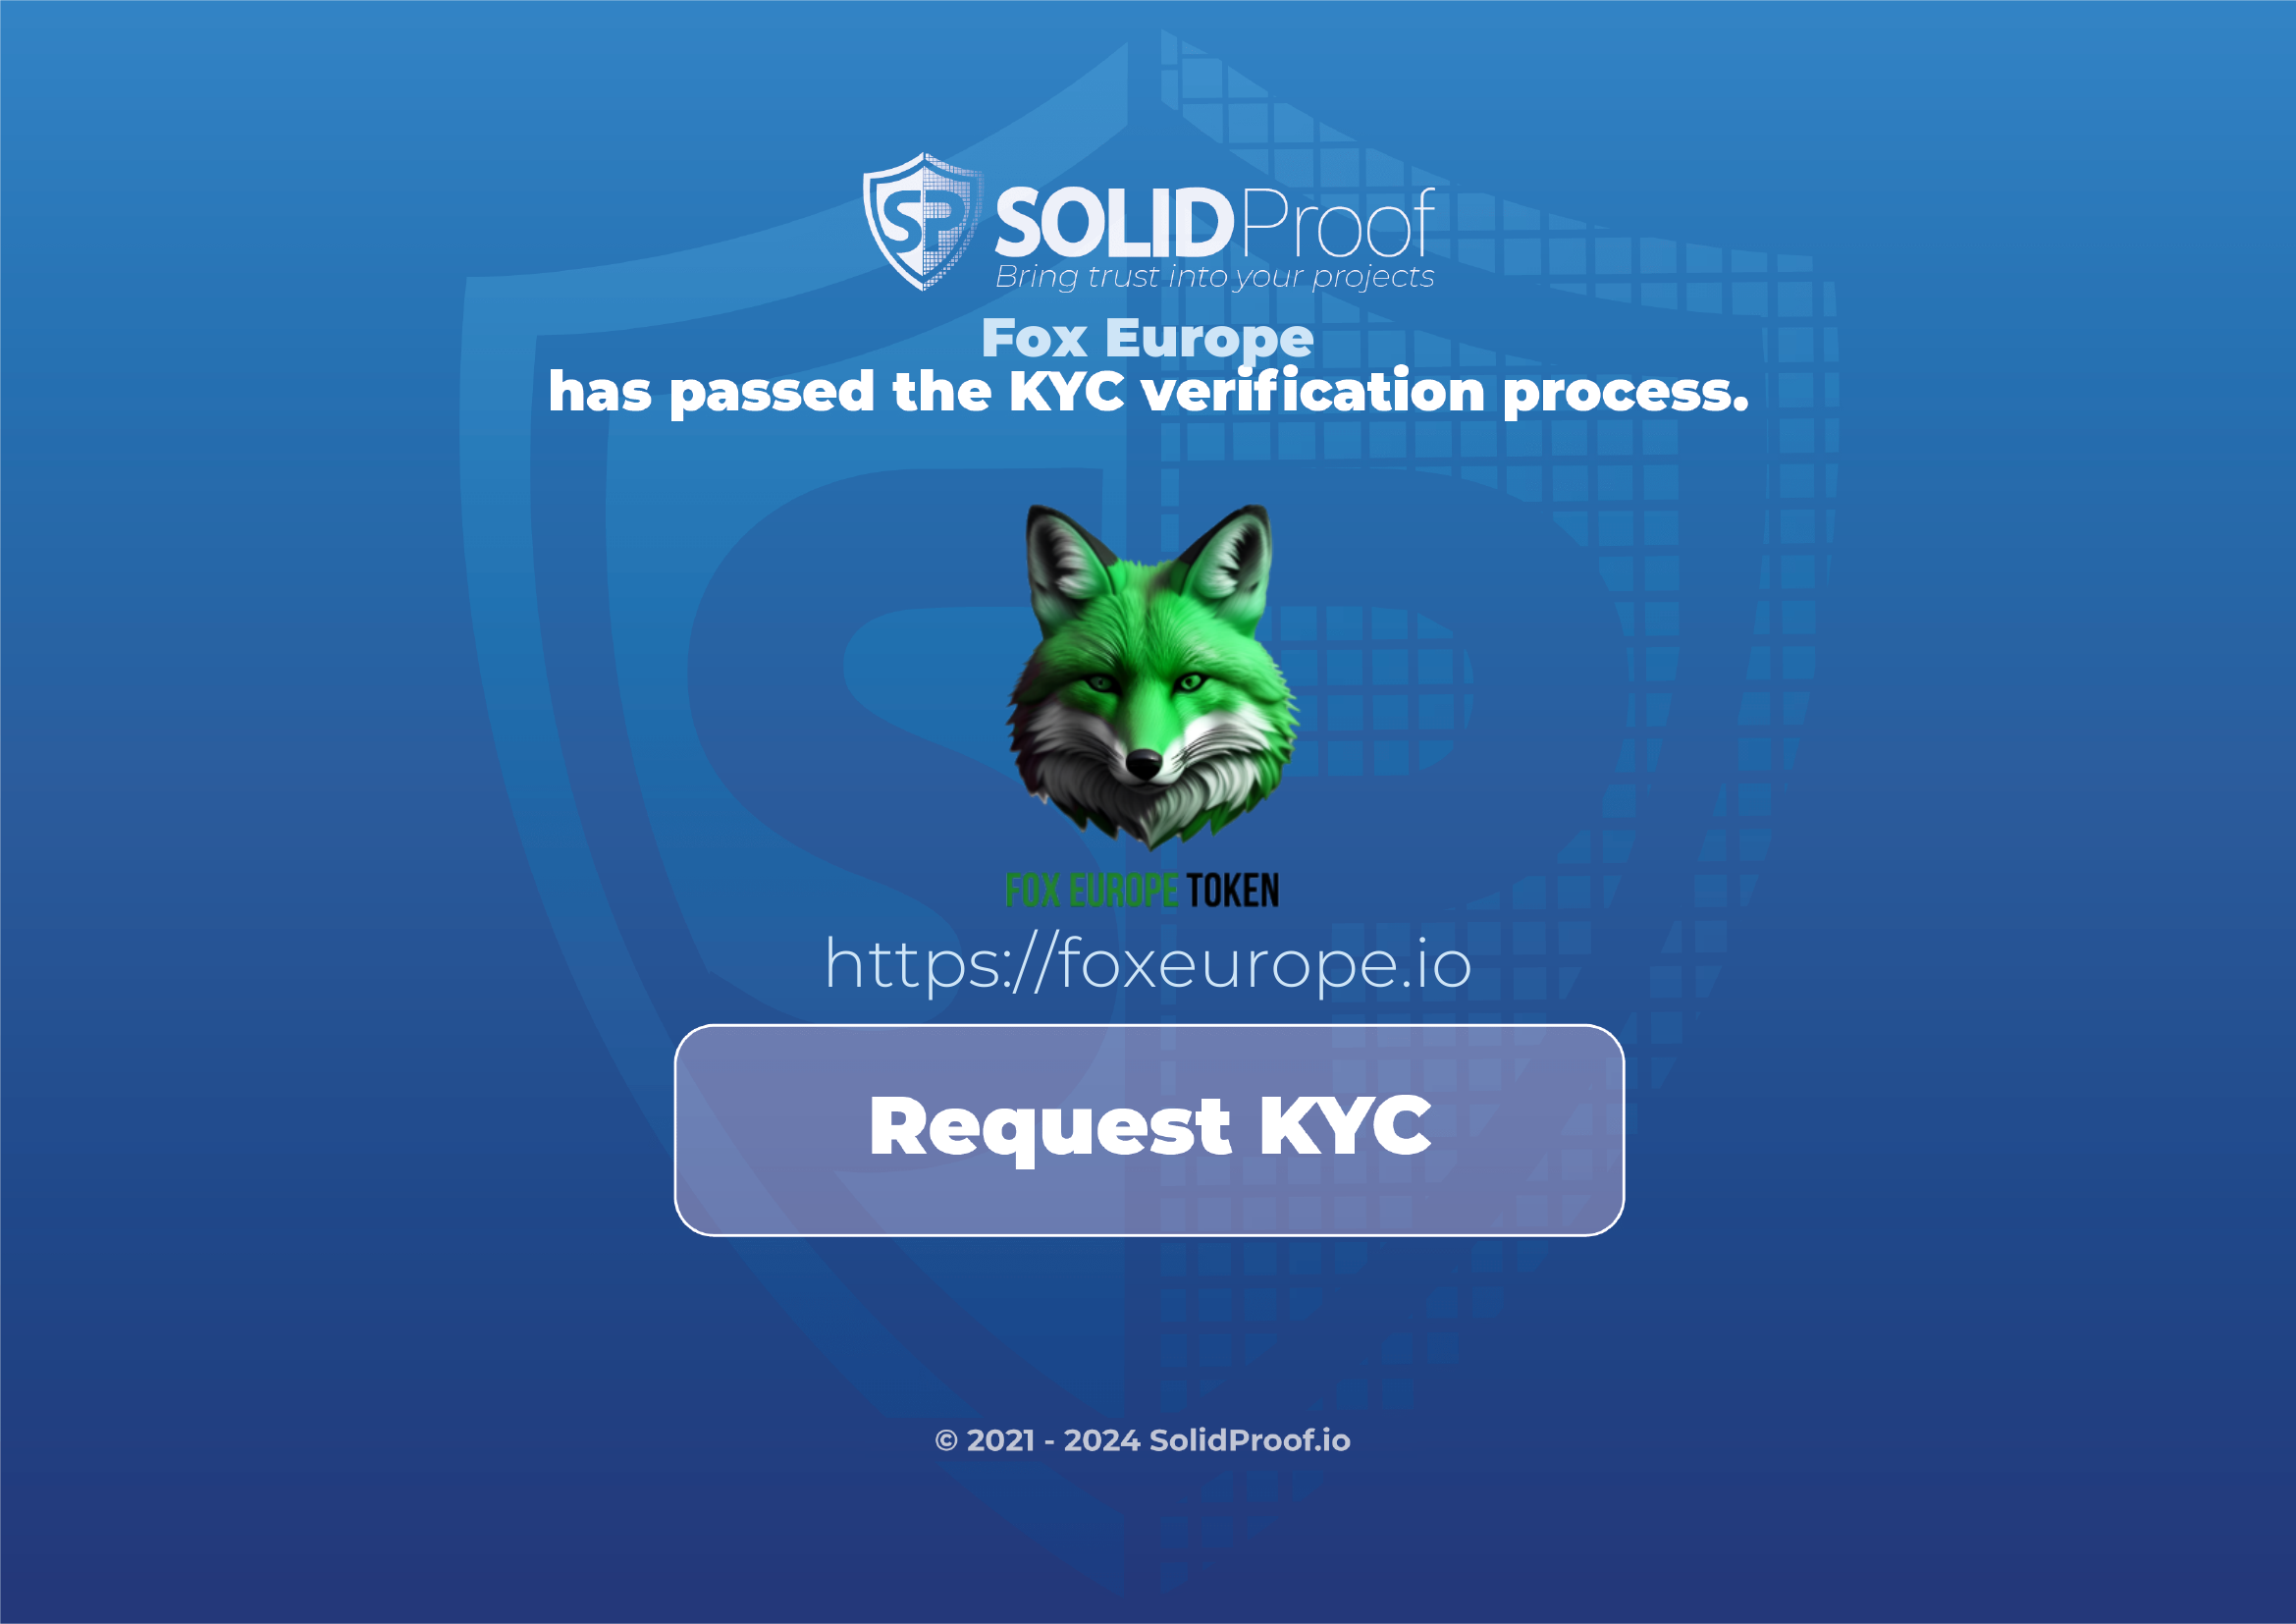 SP SOLIDProof
Bring trust into your projects
Fox Europe
has passed the KYC verification process.
FOX EUROPE TOKEN
https://foxeurope.io
Request KYC
© 2021 - 2024 SolidProof.io